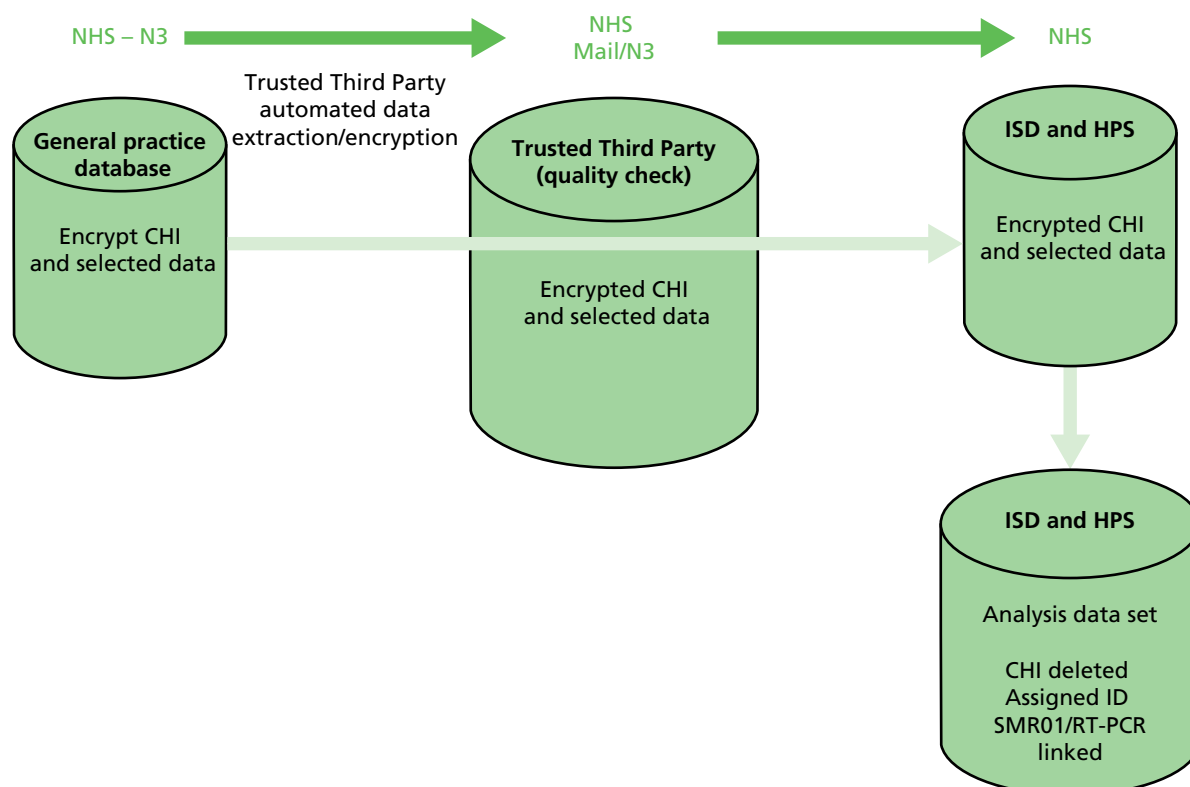 NHS – N3
NHS
Mail/N3
NHS
Trusted Third Party
automated data
extraction/encryption
General practice
database
Encrypt CHI
and selected data
Trusted Third Party
(quality check)
Encrypted CHI
and selected data
ISD and HPS
Encrypted CHI
and selected data
ISD and HPS
Analysis data set
CHI deleted
Assigned ID
SMR01/RT-PCR
linked